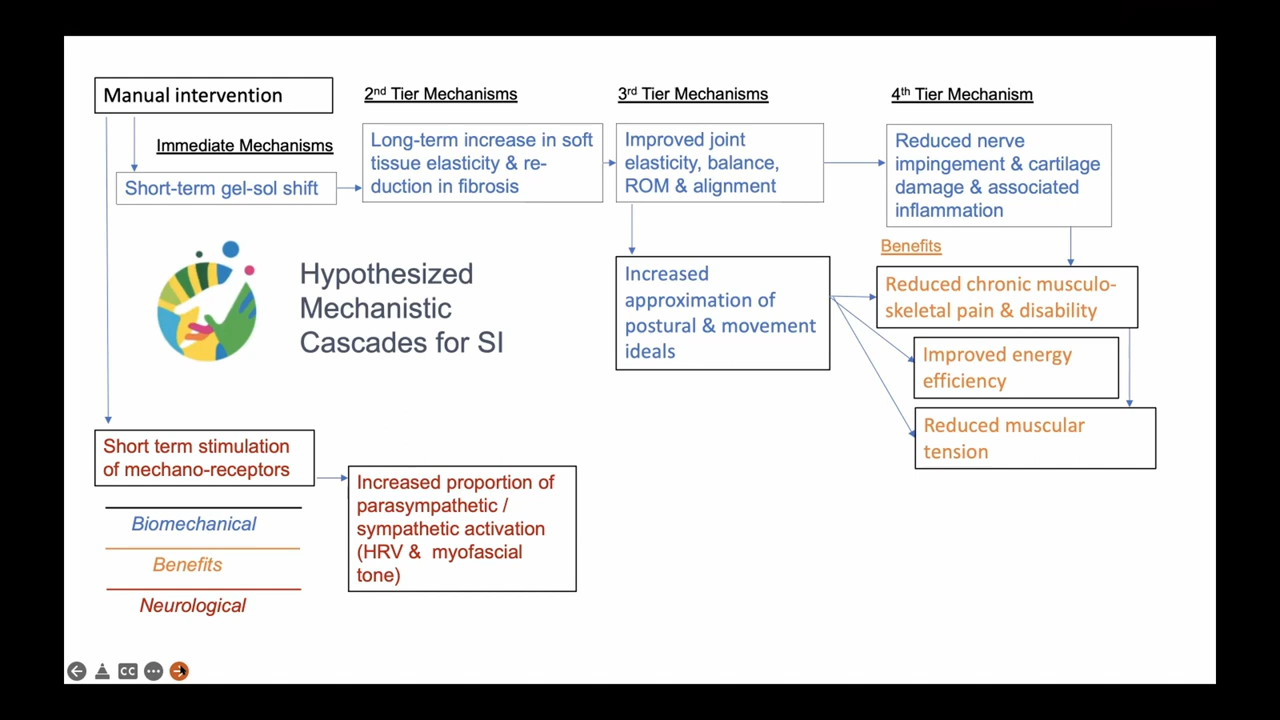 Manual intervention
Immediate Mechanisms
Short-term gel-sol shift
2nd Tier Mechanisms
Long-term increase in soft
tissue elasticity & re-
duction in fibrosis
3rd Tier Mechanisms
Improved joint
elasticity, balance,
ROM & alignment
4th Tier Mechanism
Reduced nerve
impingement & cartilage
damage & associated
inflammation
Hypothesized
Mechanistic
Cascades for SI
Increased
approximation of
postural & movement
ideals
Benefits
Reduced chronic musculo-
skeletal pain & disability
Improved energy
efficiency
Reduced muscular
tension
Short term stimulation
of mechano-receptors
Increased proportion of
parasympathetic /
sympathetic activation
(HRV &  myofascial
tone)
Biomechanical
Benefits
Neurological
CC